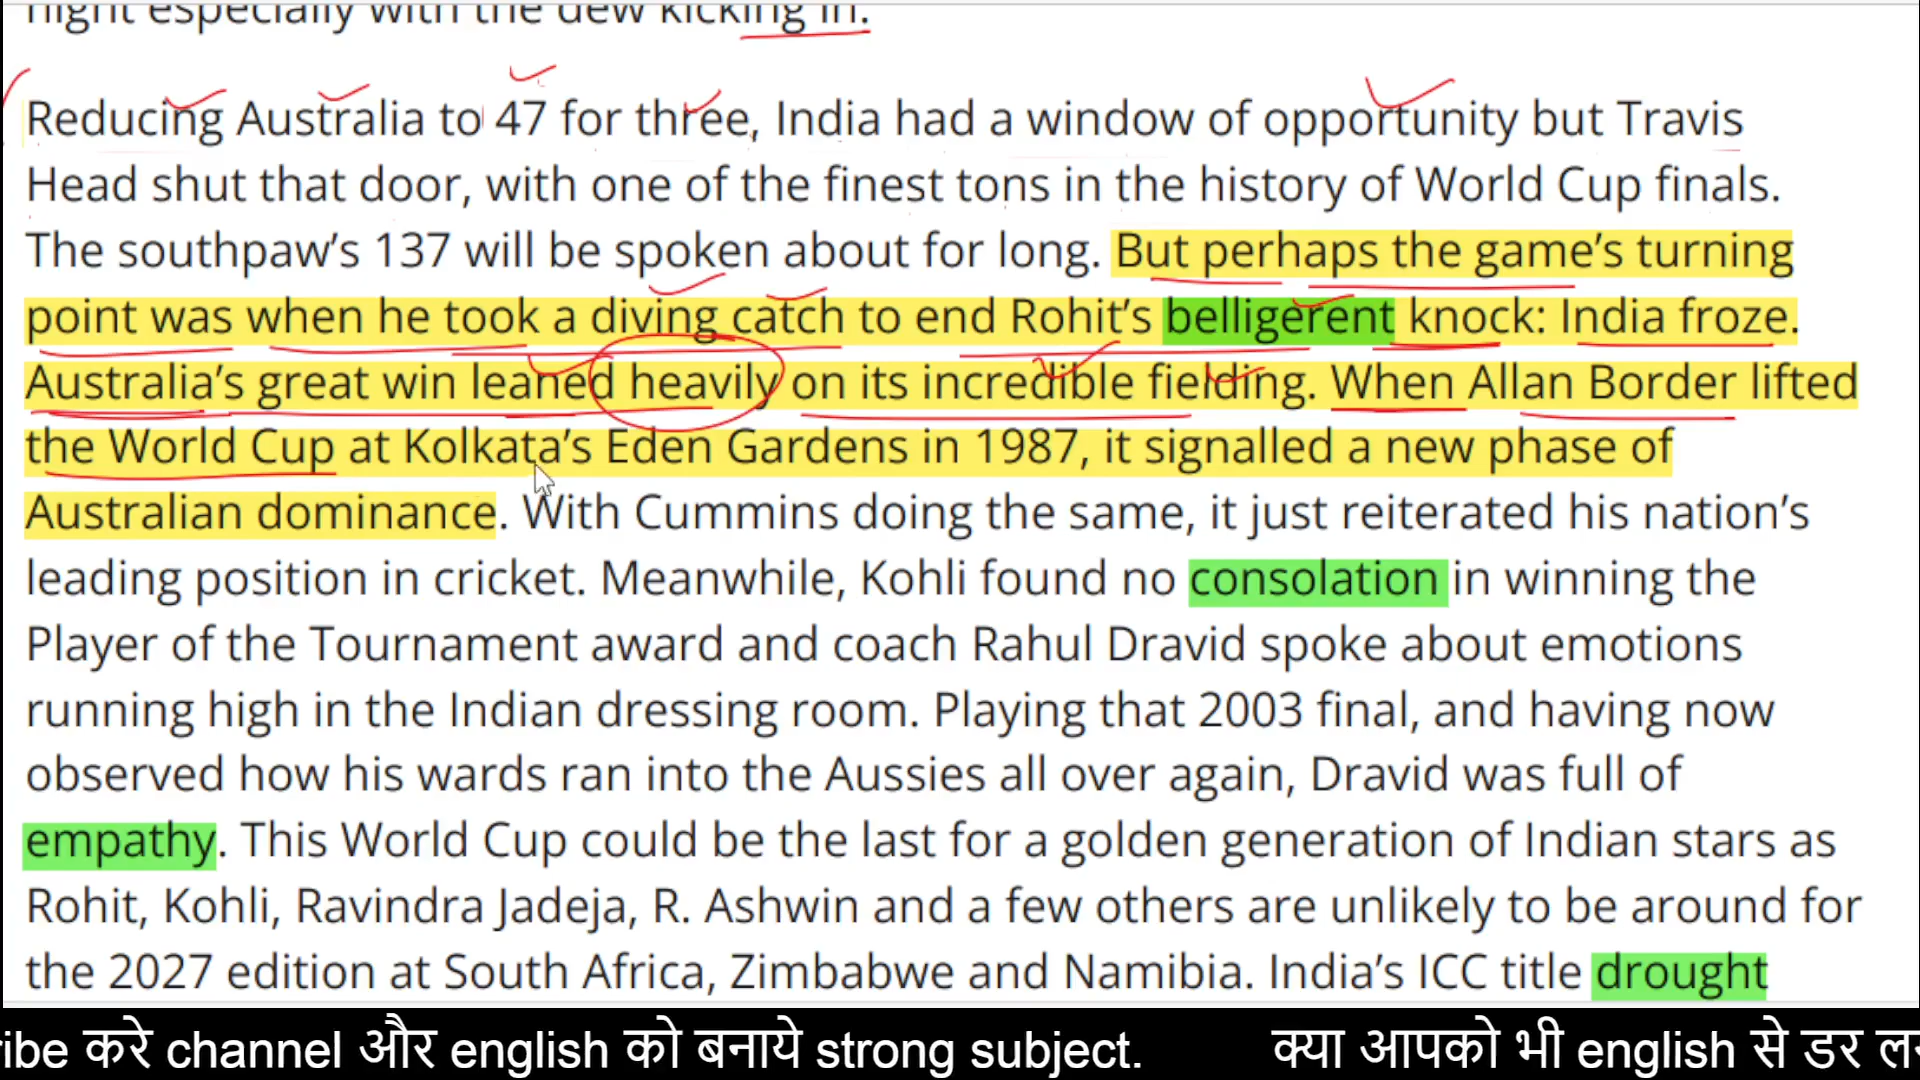 night especially with the dew kicking in.
Reducing Australia to 47 for three, India had a window of opportunity but Travis
Head shut that door, with one of the finest tons in the history of World Cup finals.
The southpaw’s 137 will be spoken about for long. But perhaps the game’s turning
point was when he took a diving catch to end Rohit’s belligerent knock: India froze.
Australia’s great win leaned heavily on its incredible fielding. When Allan Border lifted
the World Cup at Kolkata’s Eden Gardens in 1987, it signalled a new phase of
Australian dominance. With Cummins doing the same, it just reiterated his nation’s
leading position in cricket. Meanwhile, Kohli found no consolation in winning the
Player of the Tournament award and coach Rahul Dravid spoke about emotions
running high in the Indian dressing room. Playing that 2003 final, and having now
observed how his wards ran into the Aussies all over again, Dravid was full of
empathy. This World Cup could be the last for a golden generation of Indian stars as
Rohit, Kohli, Ravindra Jadeja, R. Ashwin and a few others are unlikely to be around for
the 2027 edition at South Africa, Zimbabwe and Namibia. India’s ICC title drought
ibe करे channel और english को बनाये strong subject. क्या आपको भी english से डर